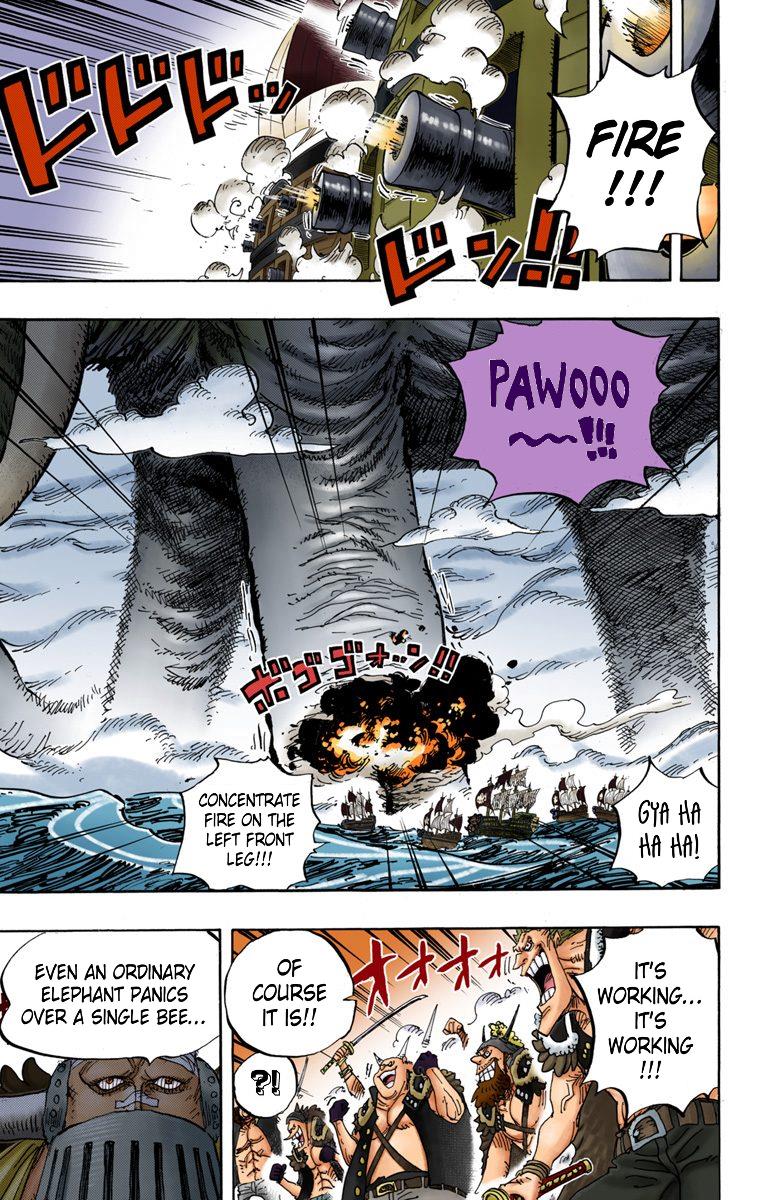 FIRE
!!!
ドドドドッ
ドン!!
PAWOOO
〜!!!
ボゴゴォーッン!!
GYA HA
HA HA!
CONCENTRATE
FIRE ON THE
LEFT FRONT
LEG!!!
IT'S
WORKING...
IT'S
WORKING
!!!
オオオオ
OF
COURSE
IT IS!!
?!
EVEN AN ORDINARY
ELEPHANT PANICS
OVER A SINGLE BEE...